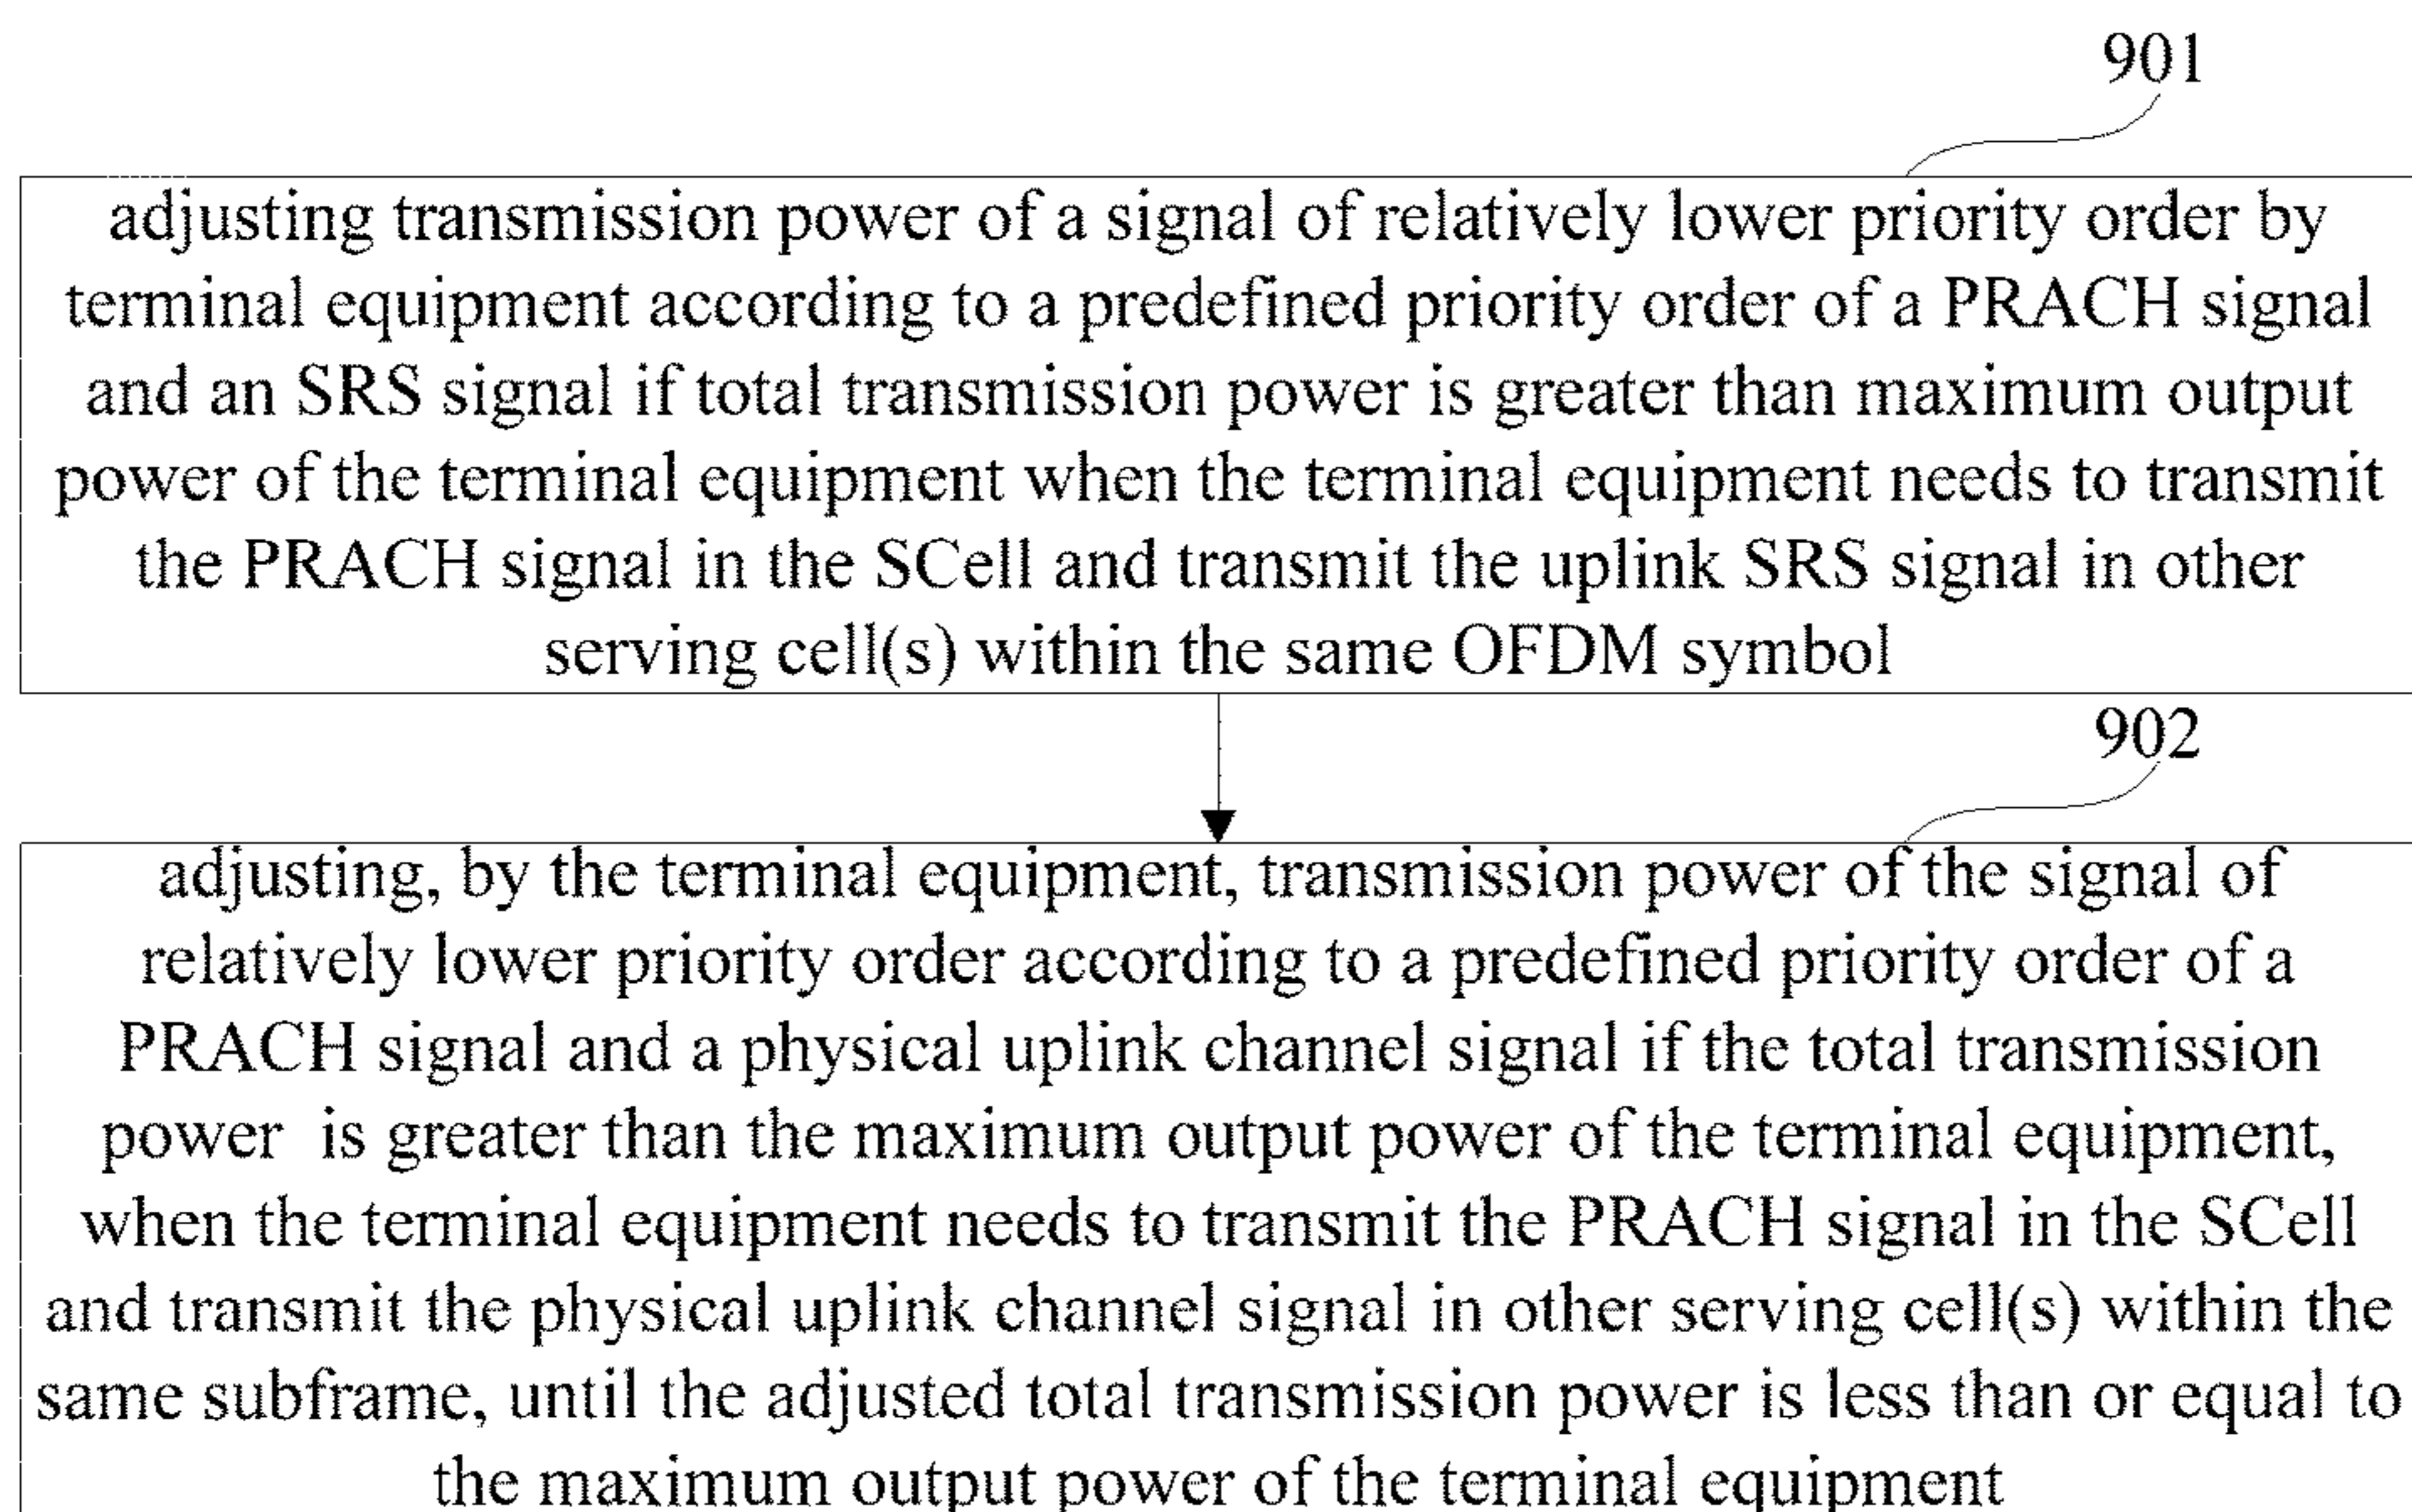 901
adjusting transmission power of a signal of relatively lower priority order by
terminal equipment according to a predefined priority order of a PRACH signal
and an SRS signal if total transmission power is greater than maximum output
power of the terminal equipment when the terminal equipment needs to transmit
the PRACH signal in the SCell and transmit the uplink SRS signal in other
serving cell(s) within the same OFDM symbol
902
adjusting, by the terminal equipment, transmission power of the signal of
relatively lower priority order according to a predefined priority order of a
PRACH signal and a physical uplink channel signal if the total transmission
power is greater than the maximum output power of the terminal equipment,
when the terminal equipment needs to transmit the PRACH signal in the SCell
and transmit the physical uplink channel signal in other serving cell(s) within the
same subframe, until the adjusted total transmission power is less than or equal to
the maximum output power of the terminal equipment